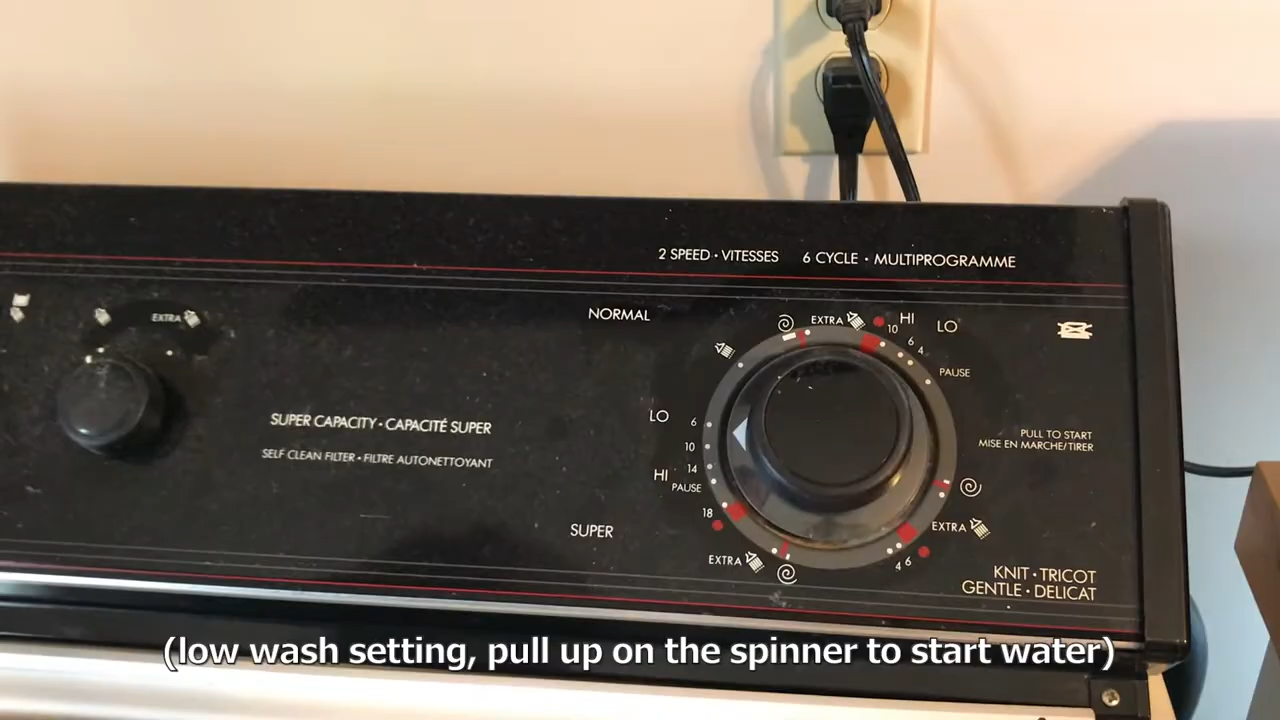 2 SPEED · VITESSES 6 CYCLE · MULTIPROGRAMME
EXTRA
NORMAL
EXTRA
HI
LO
10
6
4
PAUSE
LO
6
10
HI
14
PAUSE
18
SUPER CAPACITY · CAPACITÉ SUPER
SELF CLEAN FILTER · FILTRE AUTONETTOYANT
PULL TO START
MISE EN MARCHE/TIRER
SUPER
EXTRA
EXTRA
4 6
KNIT · TRICOT
GENTLE · DELICAT
(low wash setting, pull up on the spinner to start water)